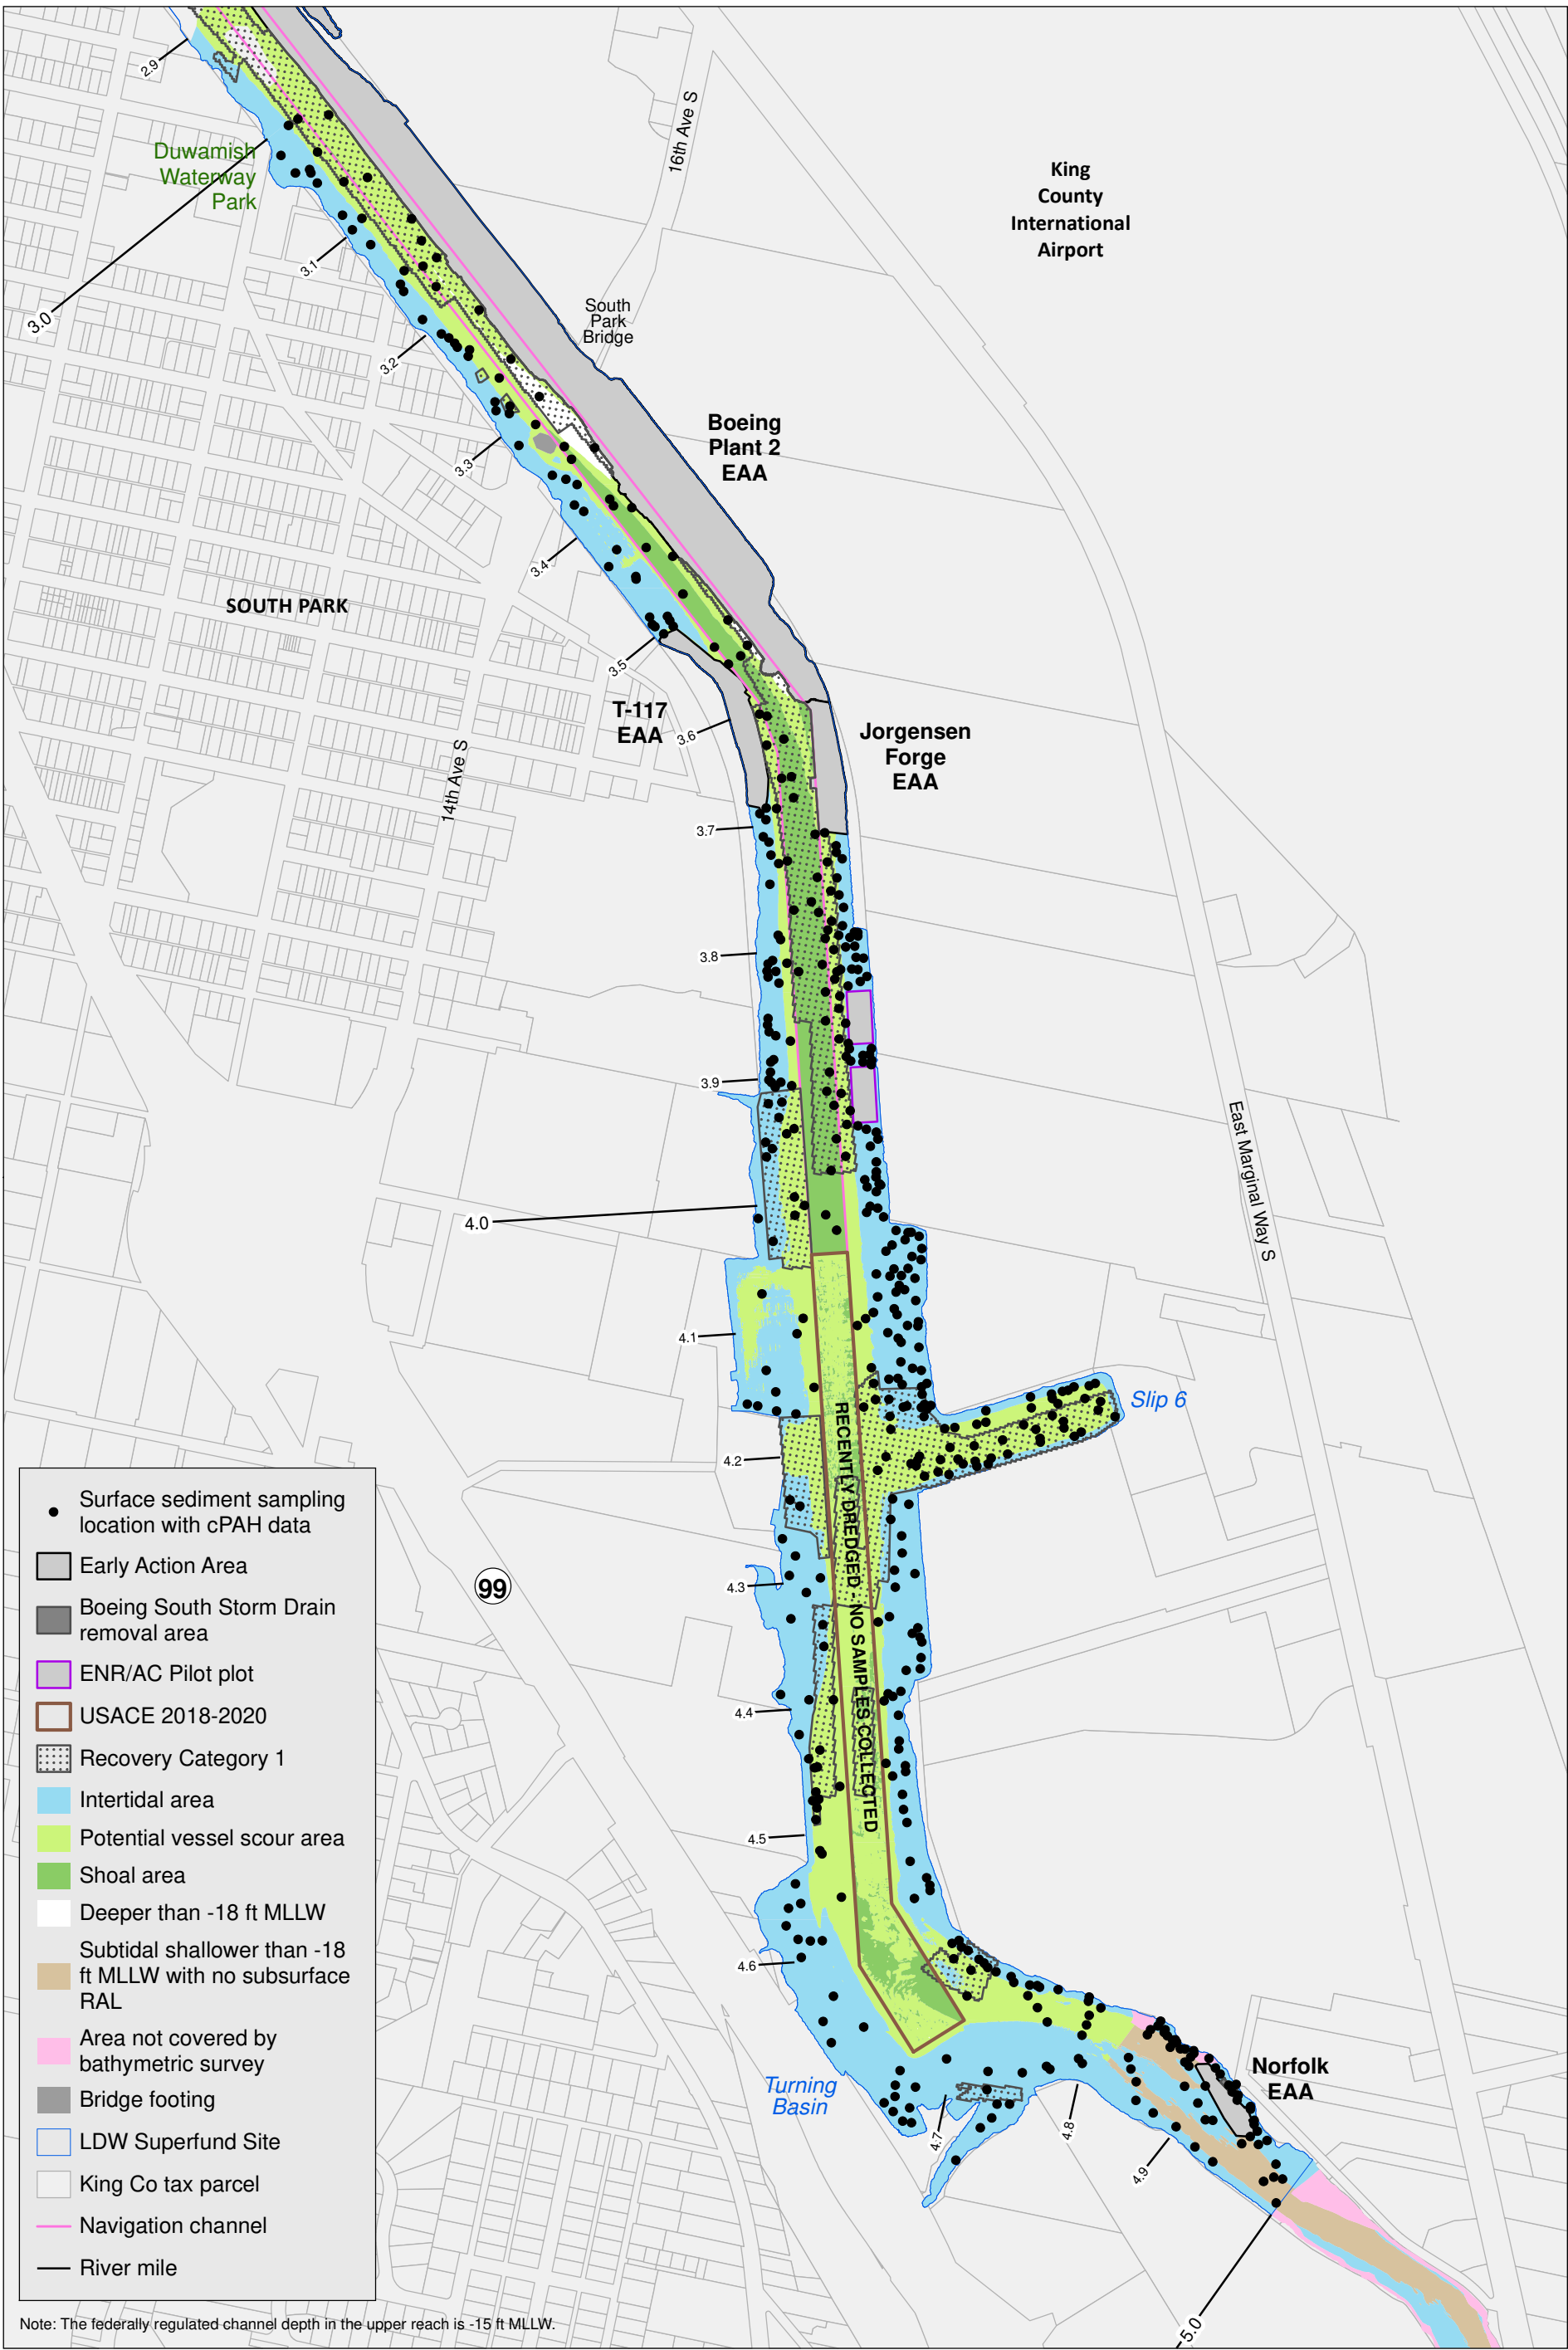 2.9
Duwamish
Waterway
Park
3.0
3.1
3.2
3.3
3.4
3.5
3.6
3.7
3.8
3.9
4.0
4.1
4.2
4.3
4.4
4.5
4.6
4.7
4.8
4.9
5.0
16th Ave S
King
County
International
Airport
South
Park
Bridge
Boeing
Plant 2
EAA
SOUTH PARK
T-117
EAA
Jorgensen
Forge
EAA
14th Ave S
East Marginal Way S
Slip 6
RECENTLY DREDGED - NO SAMPLES COLLECTED
99
Turning
Basin
Norfolk
EAA
Surface sediment sampling
location with cPAH data
Early Action Area
Boeing South Storm Drain
removal area
ENR/AC Pilot plot
USACE 2018-2020
Recovery Category 1
Intertidal area
Potential vessel scour area
Shoal area
Deeper than -18 ft MLLW
Subtidal shallower than -18
ft MLLW with no subsurface
RAL
Area not covered by
bathymetric survey
Bridge footing
LDW Superfund Site
King Co tax parcel
Navigation channel
River mile
Note: The federally regulated channel depth in the upper reach is -15 ft MLLW.